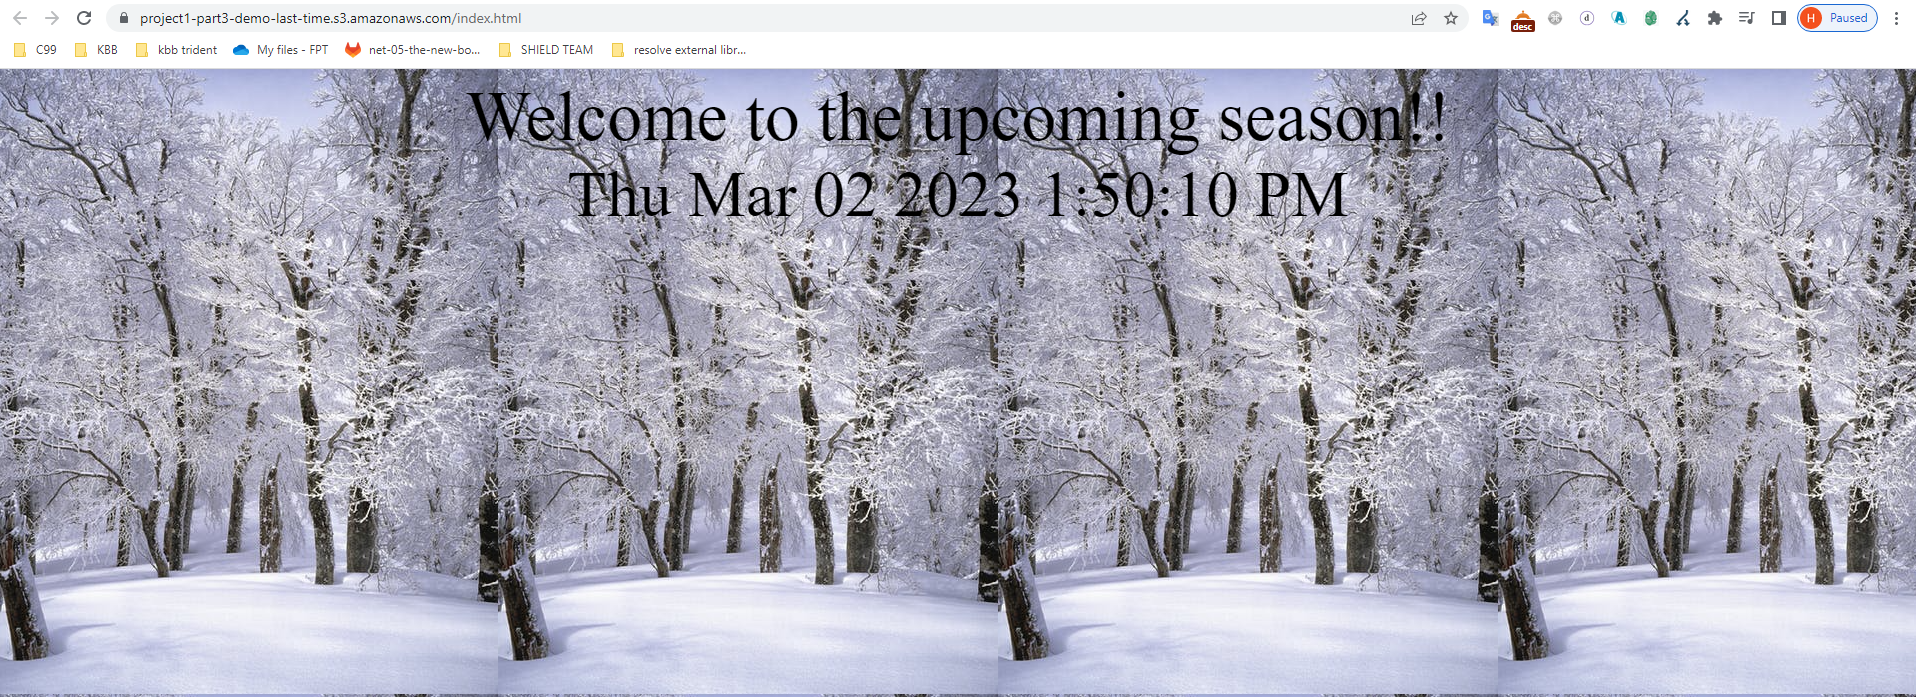 project1-part3-demo-last-time.s3.amazonaws.com/index.html
desc
H Paused
C99 KBB kbb trident My files - FPT net-05-the-new-bo... SHIELD TEAM resolve external libr...
Welcome to the upcoming season!!
Thu Mar 02 2023 1:50:10 PM